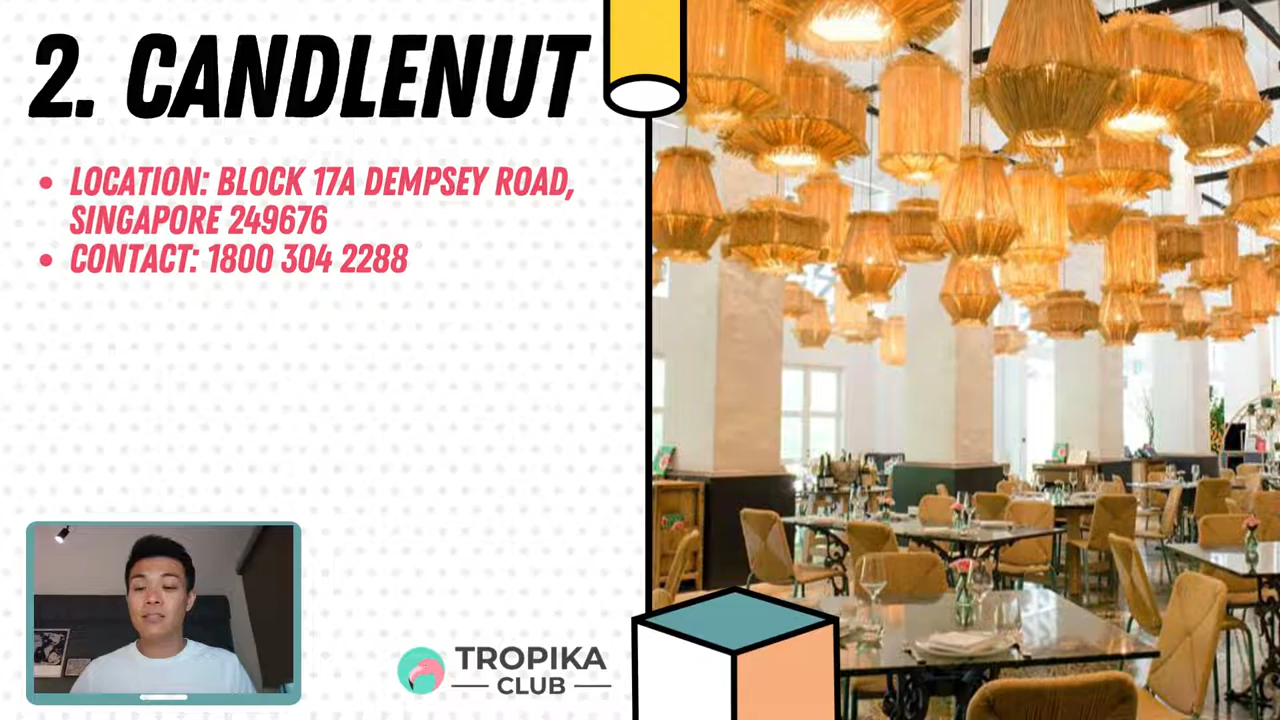 2. CANDLENUT
• LOCATION: BLOCK 17A DEMPSEY ROAD,
SINGAPORE 249676
• CONTACT: 1800 304 2288
TROPIKA
CLUB